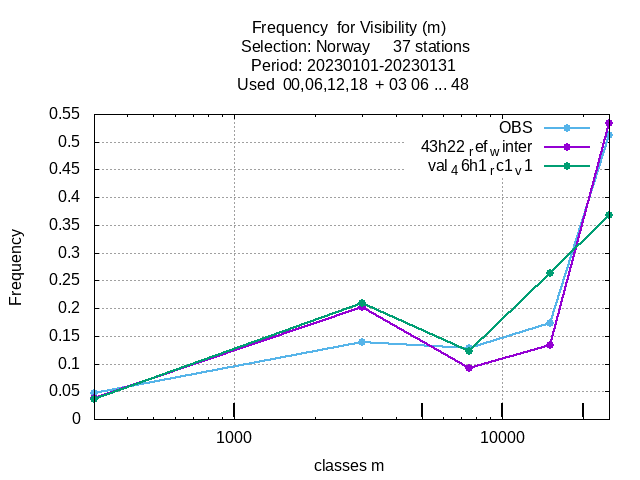 Frequency for Visibility (m)
Selection: Norway 37 stations
Period: 20230101-20230131
Used 00,06,12,18 + 03 06 ... 48
0.55
0.5
0.45
0.4
0.35
0.3
0.25
0.2
0.15
0.1
0.05
0
Frequency
OBS
43h22refwinter
val46h1rc1v1
1000 10000
classes m